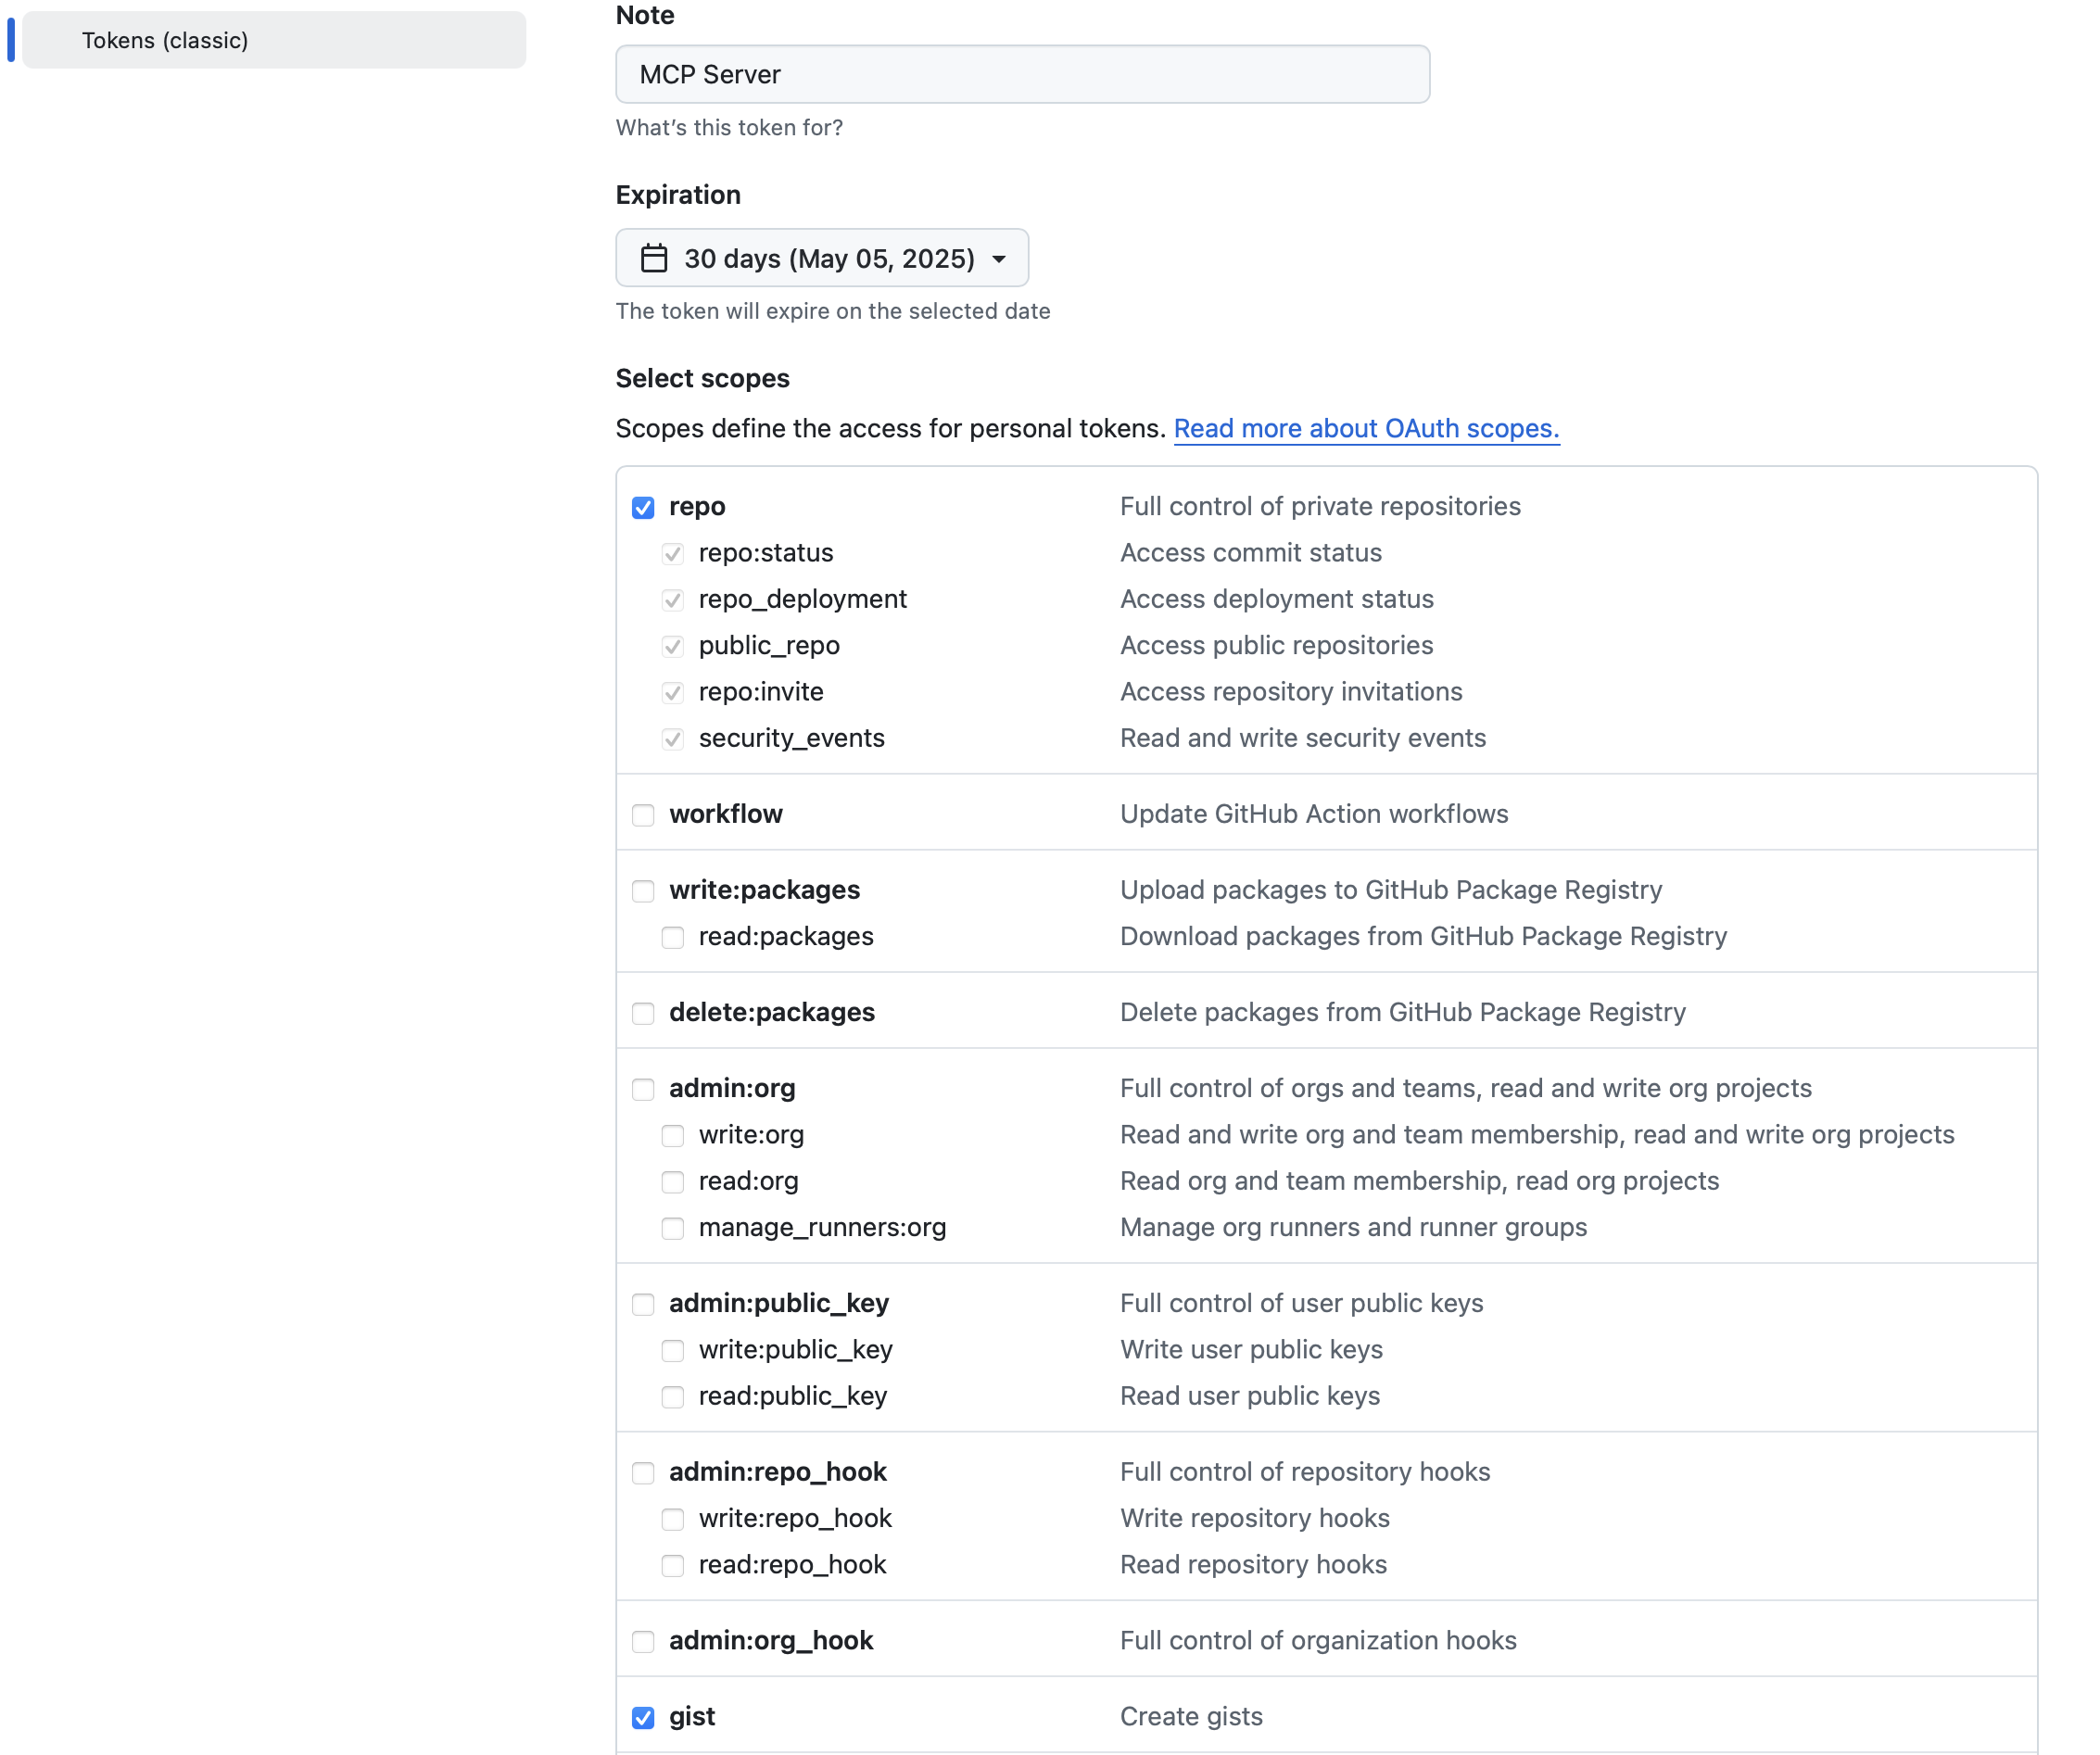 Tokens (classic)
Note
MCP Server
What's this token for?
Expiration
30 days (May 05, 2025)
The token will expire on the selected date
Select scopes
Scopes define the access for personal tokens. Read more about OAuth scopes.
repo Full control of private repositories
repo:status Access commit status
repo_deployment Access deployment status
public_repo Access public repositories
repo:invite Access repository invitations
security_events Read and write security events
workflow Update GitHub Action workflows
write:packages Upload packages to GitHub Package Registry
read:packages Download packages from GitHub Package Registry
delete:packages Delete packages from GitHub Package Registry
admin:org Full control of orgs and teams, read and write org projects
write:org Read and write org and team membership, read and write org projects
read:org Read org and team membership, read org projects
manage_runners:org Manage org runners and runner groups
admin:public_key Full control of user public keys
write:public_key Write user public keys
read:public_key Read user public keys
admin:repo_hook Full control of repository hooks
write:repo_hook Write repository hooks
read:repo_hook Read repository hooks
admin:org_hook Full control of organization hooks
gist Create gists